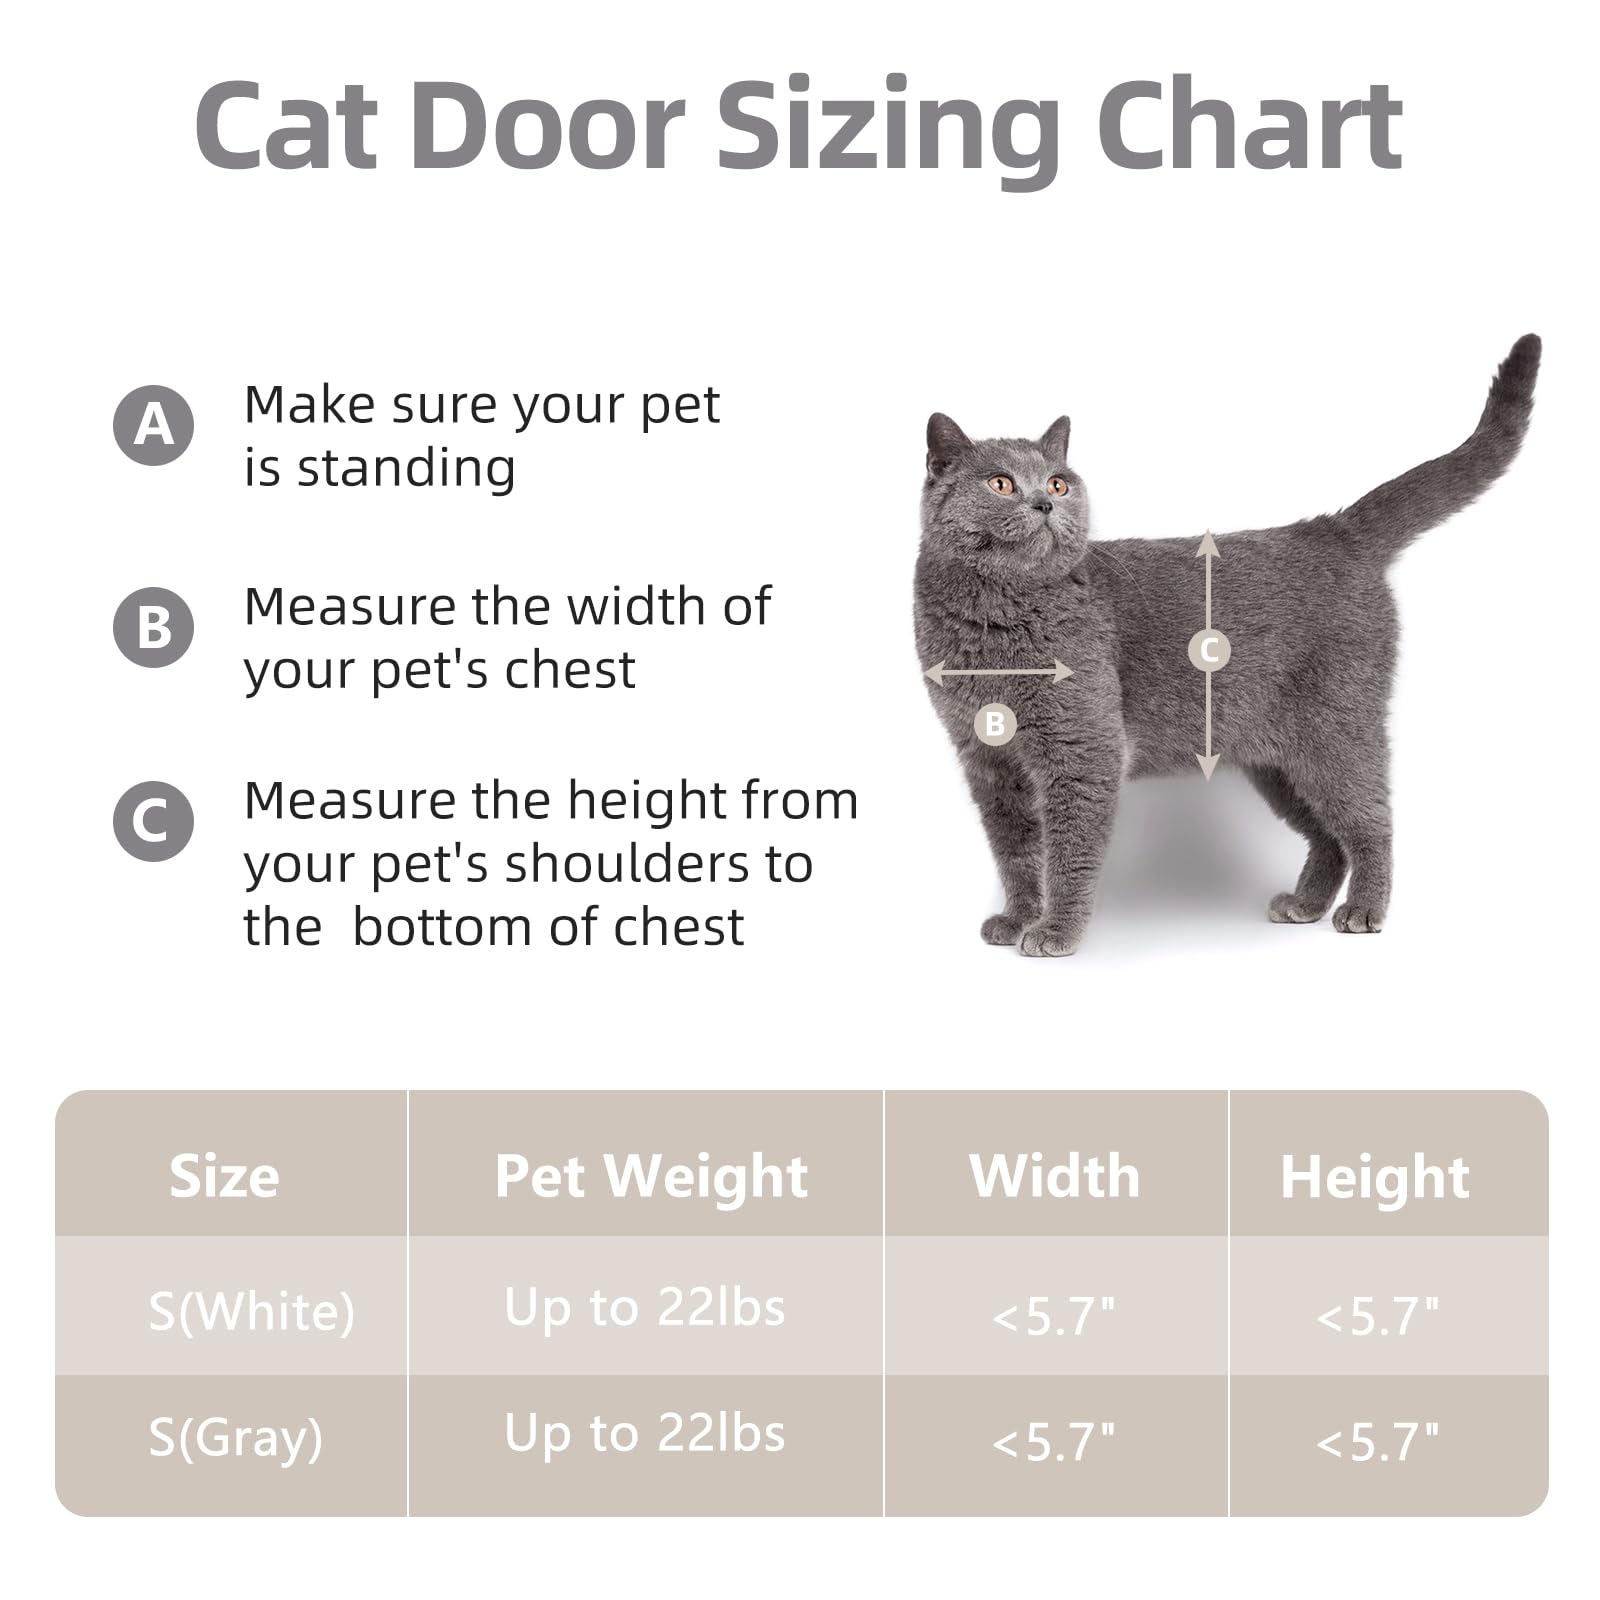 Cat Door Sizing Chart
A
Make sure your pet
is standing
B
Measure the width of
your pet's chest
C
Measure the height from
your pet's shoulders to
the  bottom of chest
B
C
Size Pet Weight Width Height
S(White) Up to 22lbs <5.7" <5.7"
S(Gray) Up to 22lbs <5.7" <5.7"